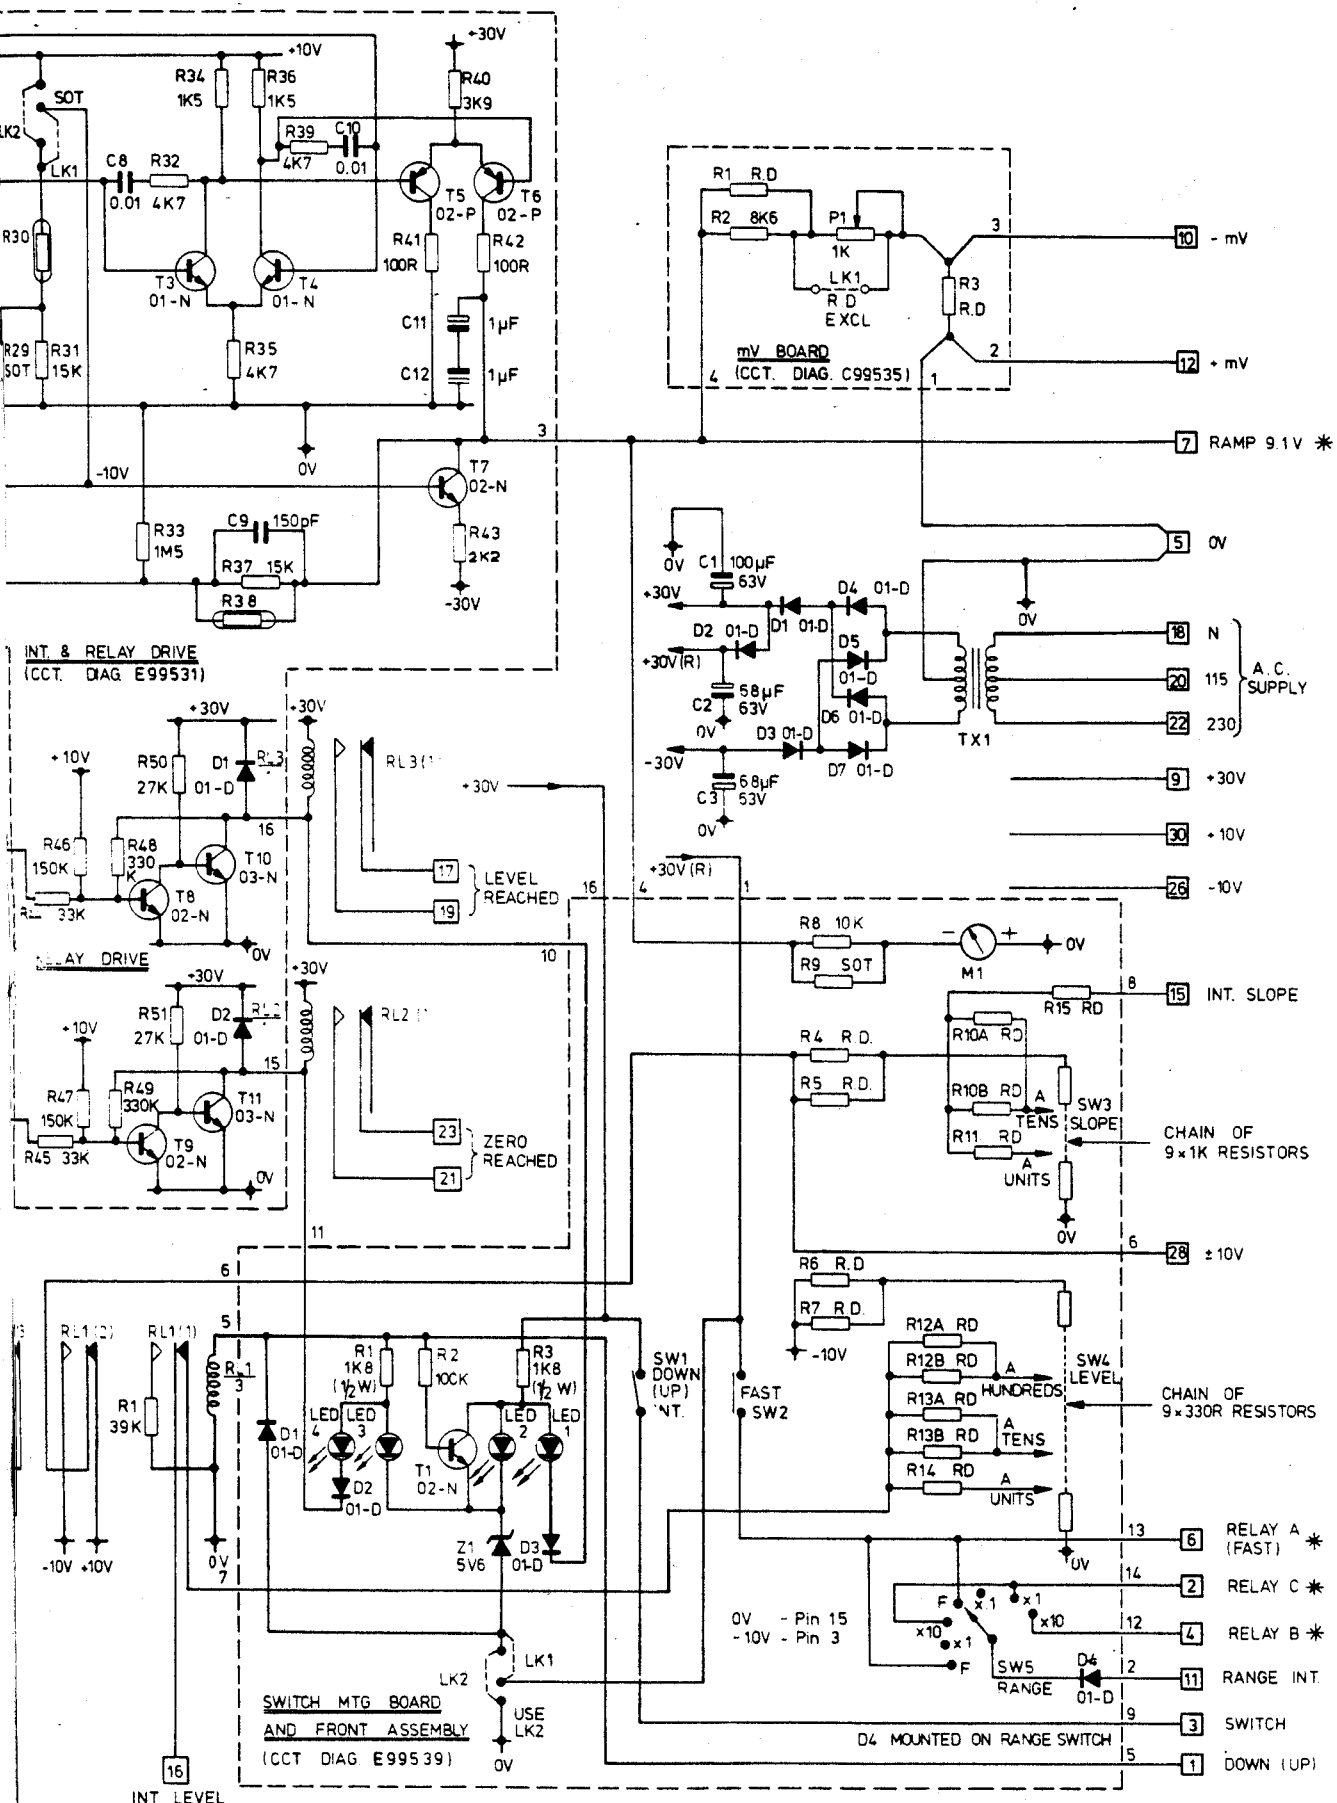 +30V
+10V
R34
1K5
R36
1K5
R40
3K9
SOT
LK2
LK1
C8
0.01
R32
4K7
R39
4K7
C10
0.01
T5
02-P
T6
02-P
R30
R41
100R
R42
100R
T3
01-N
T4
01-N
R29
SOT
R31
15K
R35
4K7
C11
1µF
C12
1µF
0V
3
-10V
T7
02-N
R33
1M5
C9
150pF
R37 15K
R38
R43
2K2
-30V
R1 R.D
R2 8K6
P1
1K
LK1
R D
EXCL
R3
R.D
mV BOARD
(CCT. DIAG. C99535)
4
1
3
2
10 - mV
12 + mV
7 RAMP 9.1V *
5 0V
0V
C1 100µF
63V
+30V
D2 01-D
D1 01-D
D4 01-D
D5
01-D
+30V(R)
68µF
63V
C2
0V
D6 01-D
D3 01-D
D7 01-D
-30V
68µF
63V
C3
0V
0V
TX1
18 N
20 115
22 230
A.C.
SUPPLY
9 +30V
30 +10V
26 -10V
INT. & RELAY DRIVE
(CCT. DIAG E99531)
+30V
+30V
+10V
R50
27K
D1
01-D
RL3
RL3(1)
R46
150K
R48
330
K
16
T10
03-N
33K
T8
02-N
0V
17
19
LEVEL
REACHED
RELAY DRIVE
+30V
+30V
+10V
R51
27K
D2
01-D
RL2
RL2(1
R47
150K
R49
330K
15
T11
03-N
R45 33K
T9
02-N
0V
23
21
ZERO
REACHED
+30V
+30V(R)
16
4
1
10
11
R8 10K
R9 SOT
M1
-
+
0V
R4 R.D.
R5 R.D.
R15 RD
8
15 INT. SLOPE
R10A RD
R10B RD
A
TENS
R11 RD
A
UNITS
SW3
SLOPE
CHAIN OF
9×1K RESISTORS
0V
6
28 ±10V
R6 R.D
R7 R.D.
-10V
R12A RD
R12B RD
A
HUNDREDS
R13A RD
R13B RD
A
TENS
R14 RD
A
UNITS
SW4
LEVEL
CHAIN OF
9×330R RESISTORS
0V
6
5
RL1(2)
RL1(1)
RL1
3
R1
39K
-10V
+10V
0V
7
R1
1K8
(½W)
R2
100K
R3
1K8
(½W)
LED
4
LED
3
LED
2
LED
1
D1
01-D
D2
01-D
T1
02-N
Z1
5V6
D3
01-D
SW1
DOWN
(UP)
INT.
FAST
SW2
LK1
LK2
USE
LK2
0V
SWITCH MTG BOARD
AND FRONT ASSEMBLY
(CCT DIAG E99539)
0V - Pin 15
-10V - Pin 3
F
x.1
x1
x10
x10
x1
F
SW5
RANGE
D4
01-D
D4 MOUNTED ON RANGE SWITCH
13
6 RELAY A
(FAST) *
14
2 RELAY C *
12
4 RELAY B *
2
11 RANGE INT.
9
3 SWITCH
5
1 DOWN (UP)
16
INT LEVEL